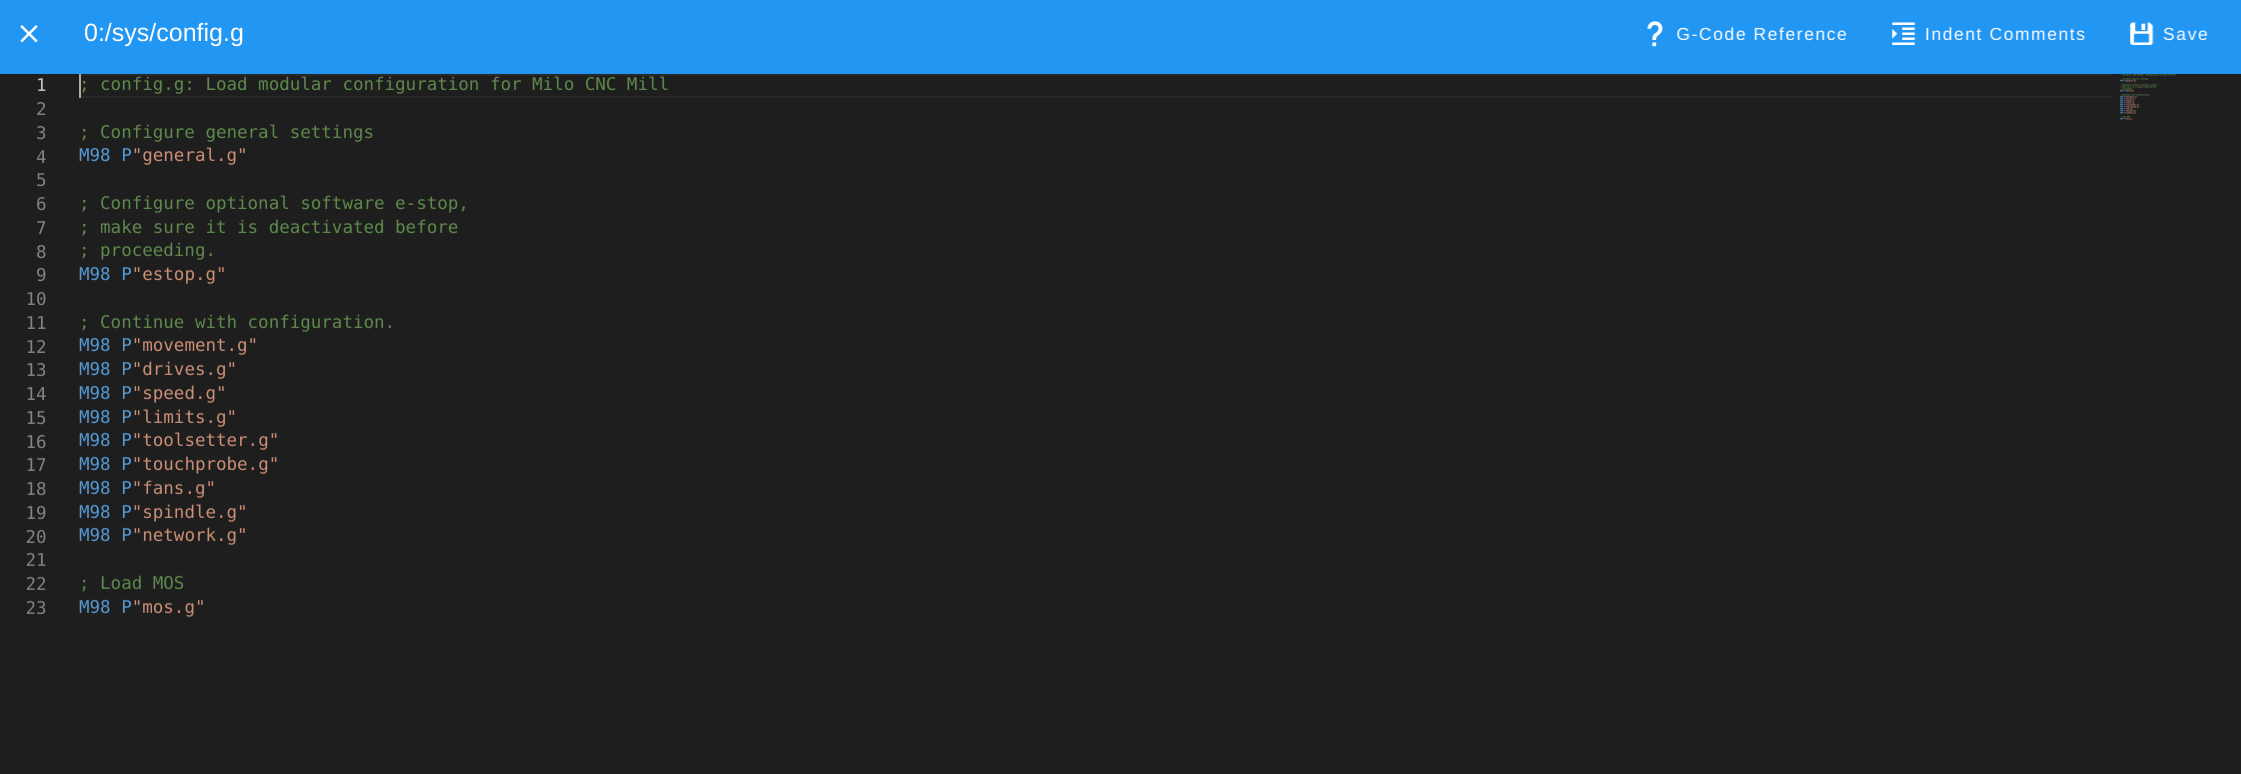 0:/sys/config.g
G-Code Reference
Indent Comments
Save
1 ; config.g: Load modular configuration for Milo CNC Mill
2
3 ; Configure general settings
4 M98 P"general.g"
5
6 ; Configure optional software e-stop,
7 ; make sure it is deactivated before
8 ; proceeding.
9 M98 P"estop.g"
10
11 ; Continue with configuration.
12 M98 P"movement.g"
13 M98 P"drives.g"
14 M98 P"speed.g"
15 M98 P"limits.g"
16 M98 P"toolsetter.g"
17 M98 P"touchprobe.g"
18 M98 P"fans.g"
19 M98 P"spindle.g"
20 M98 P"network.g"
21
22 ; Load MOS
23 M98 P"mos.g"